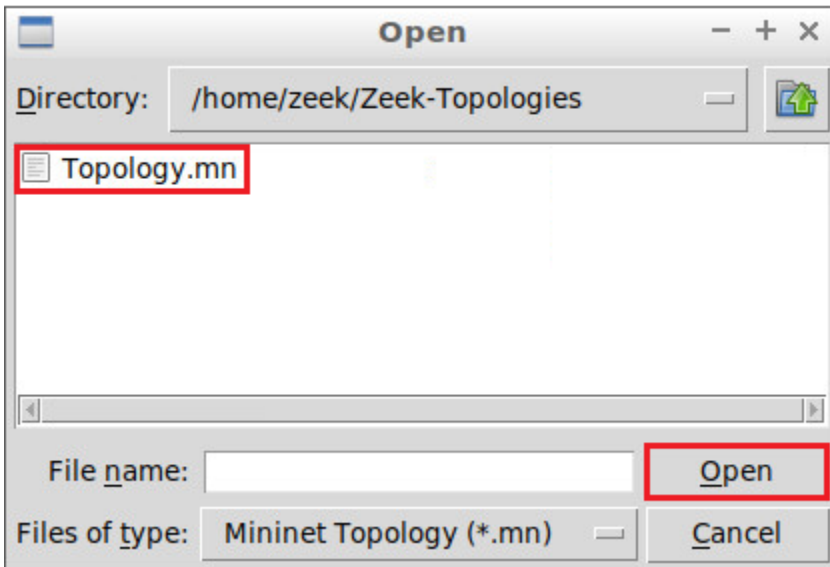 Open
Directory: /home/zeek/Zeek-Topologies
Topology.mn
File name: Open
Files of type: Mininet Topology (*.mn) Cancel